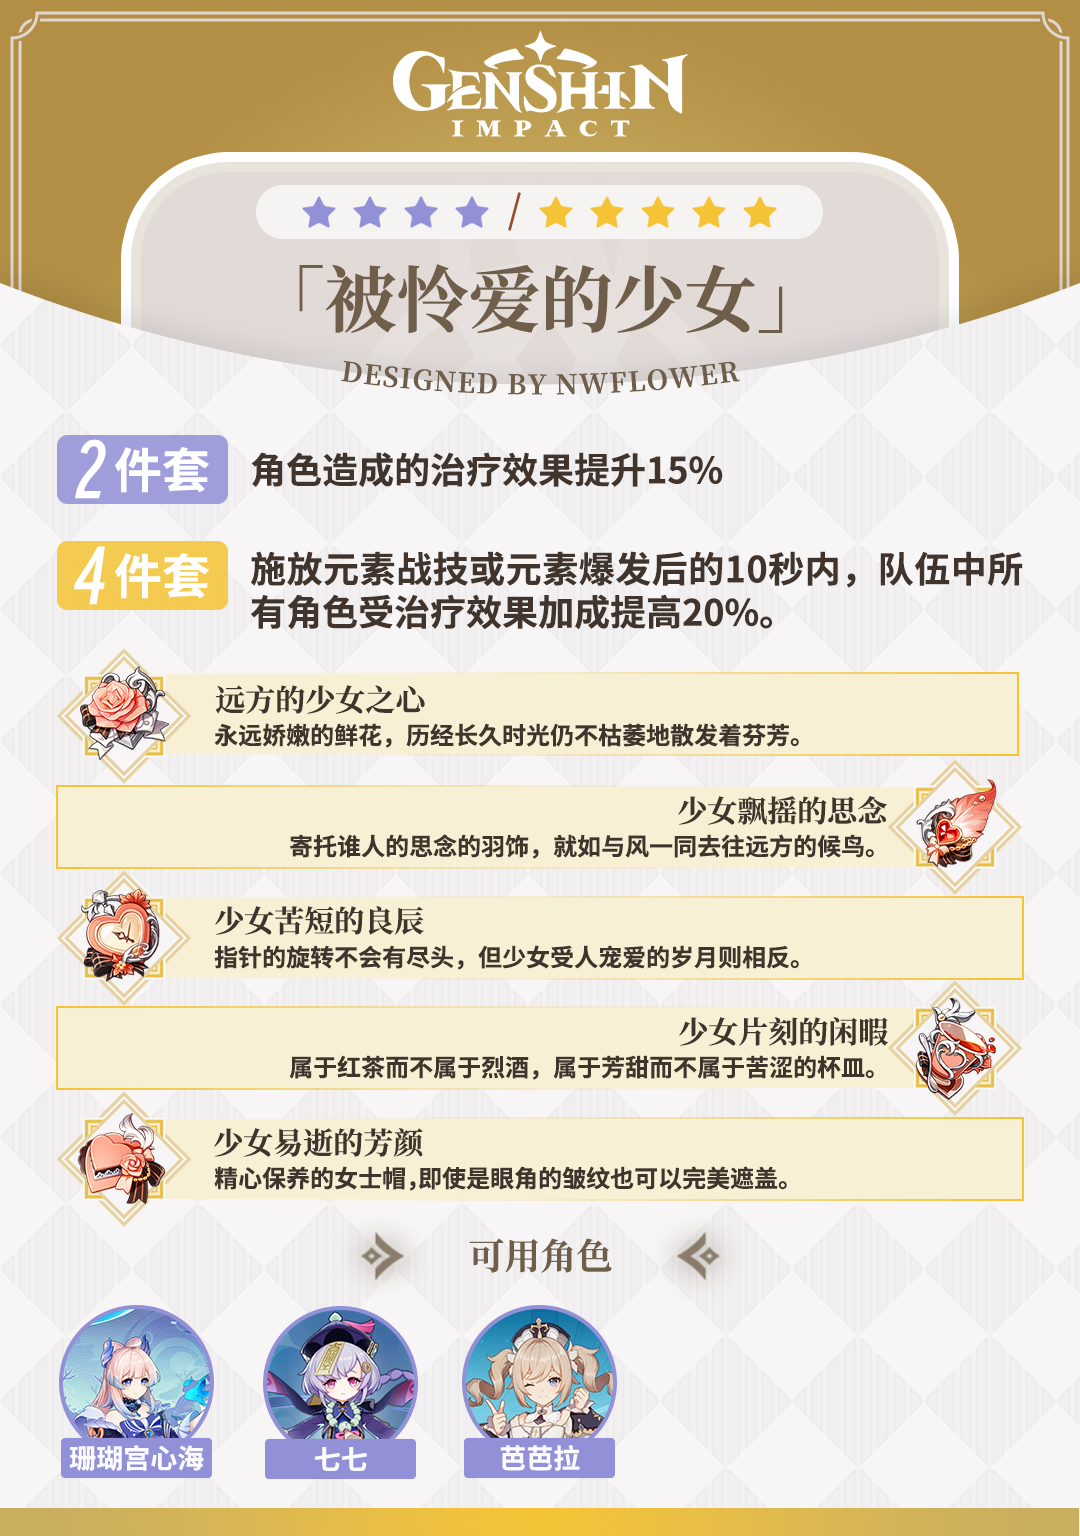 GENSHIN
IMPACT
「被怜爱的少女」
DESIGNED BY NWFLOWER
2件套
角色造成的治疗效果提升15%
4件套
施放元素战技或元素爆发后的10秒内，队伍中所
有角色受治疗效果加成提高20%。
远方的少女之心
永远娇嫩的鲜花，历经长久时光仍不枯萎地散发着芬芳。
少女飘摇的思念
寄托谁人的思念的羽饰，就如与风一同去往远方的候鸟。
少女苦短的良辰
指针的旋转不会有尽头，但少女受人宠爱的岁月则相反。
少女片刻的闲暇
属于红茶而不属于烈酒，属于芳甜而不属于苦涩的杯皿。
少女易逝的芳颜
精心保养的女士帽,即使是眼角的皱纹也可以完美遮盖。
可用角色
珊瑚宫心海
七七
芭芭拉